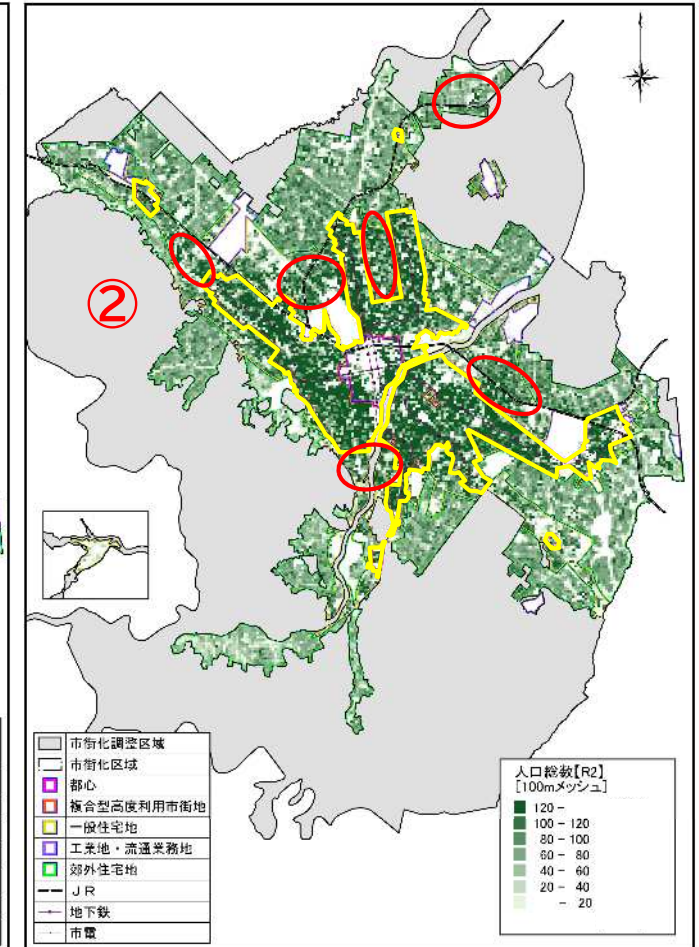 ②
市街化調整区域
市街化区域
都心
複合型高度利用市街地
一般住宅地
工業地・流通業務地
郊外住宅地
ＪＲ
地下鉄
市電
人口総数【R2】
[100mメッシュ]
120 -
100 - 120
80 - 100
60 - 80
40 - 60
20 - 40
- 20